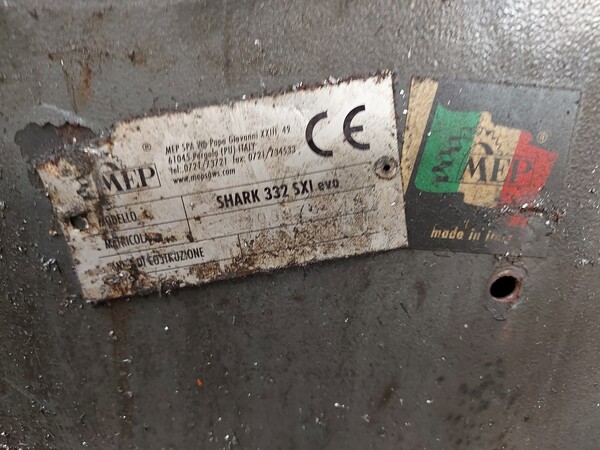 MEP SPA Via Papa Giovanni XXIII, 49
61045 Pergola (PU) ITALY
Tel. 0721/73721 fax. 0721/734533
www.mepsaws.com
CE
MEP®
MODELLO
SHARK 332 SXI evo
MATRICOLA
DI COSTRUZIONE
MEP®
made in